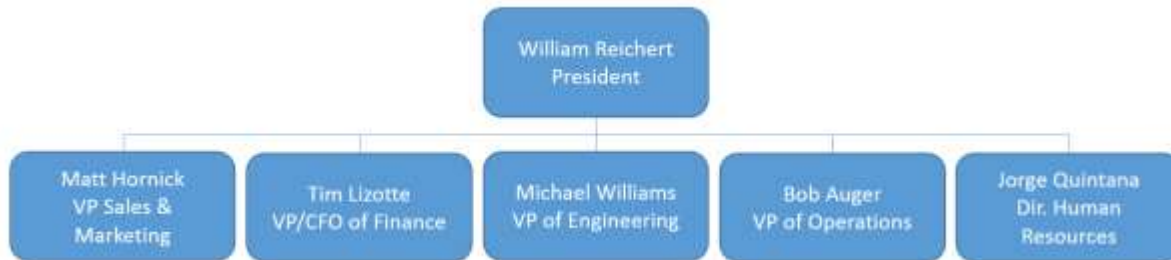 William Reichert
President
Matt Hornick
VP Sales &
Marketing
Tim Lizotte
VP/CFO of Finance
Michael Williams
VP of Engineering
Bob Auger
VP of Operations
Jorge Quintana
Dir. Human
Resources